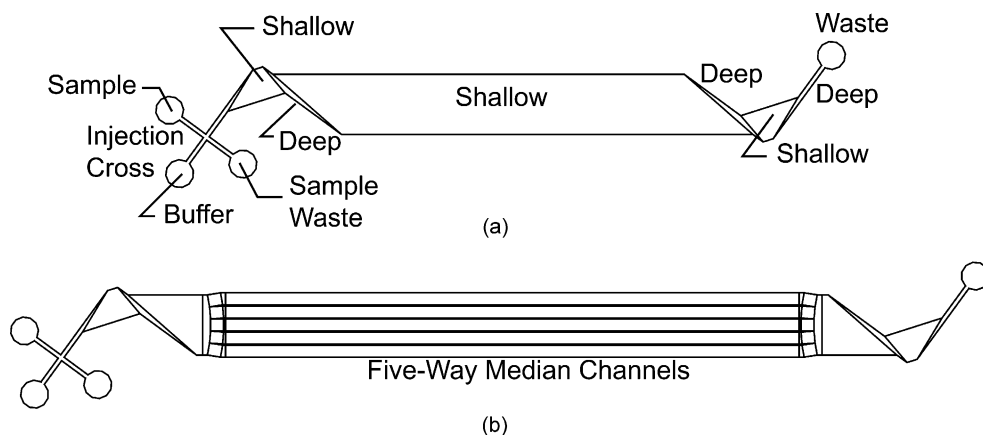 Shallow
Waste
Sample
Deep
Shallow
Deep
Injection
Cross
Deep
Shallow
Sample
Waste
Buffer
(a)
Five-Way Median Channels
(b)